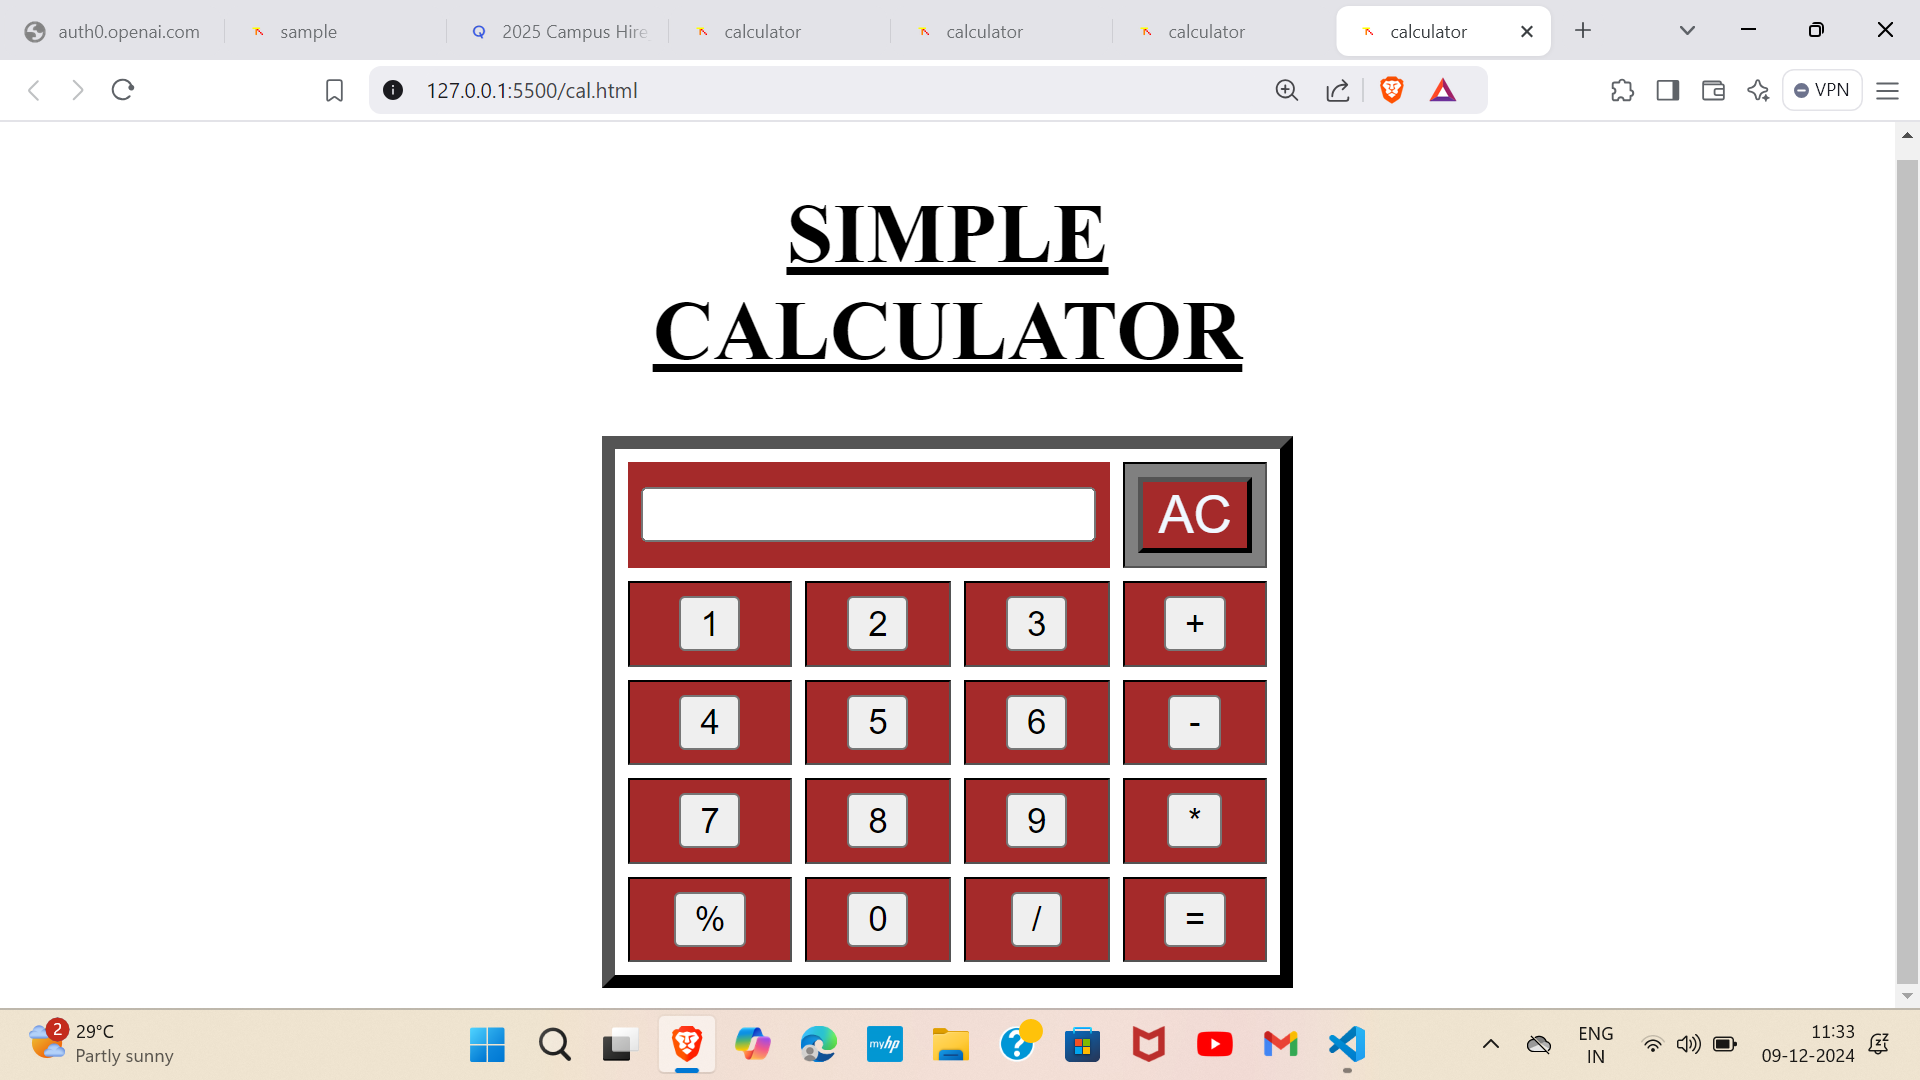 auth0.openai.com
sample
2025 Campus Hire
calculator
calculator
calculator
calculator
127.0.0.1:5500/cal.html
VPN
SIMPLE
CALCULATOR
AC
1 2 3 +
4 5 6 -
7 8 9 *
% 0 / =
2
29°C
Partly sunny
myhp
ENG
IN
11:33
09-12-2024